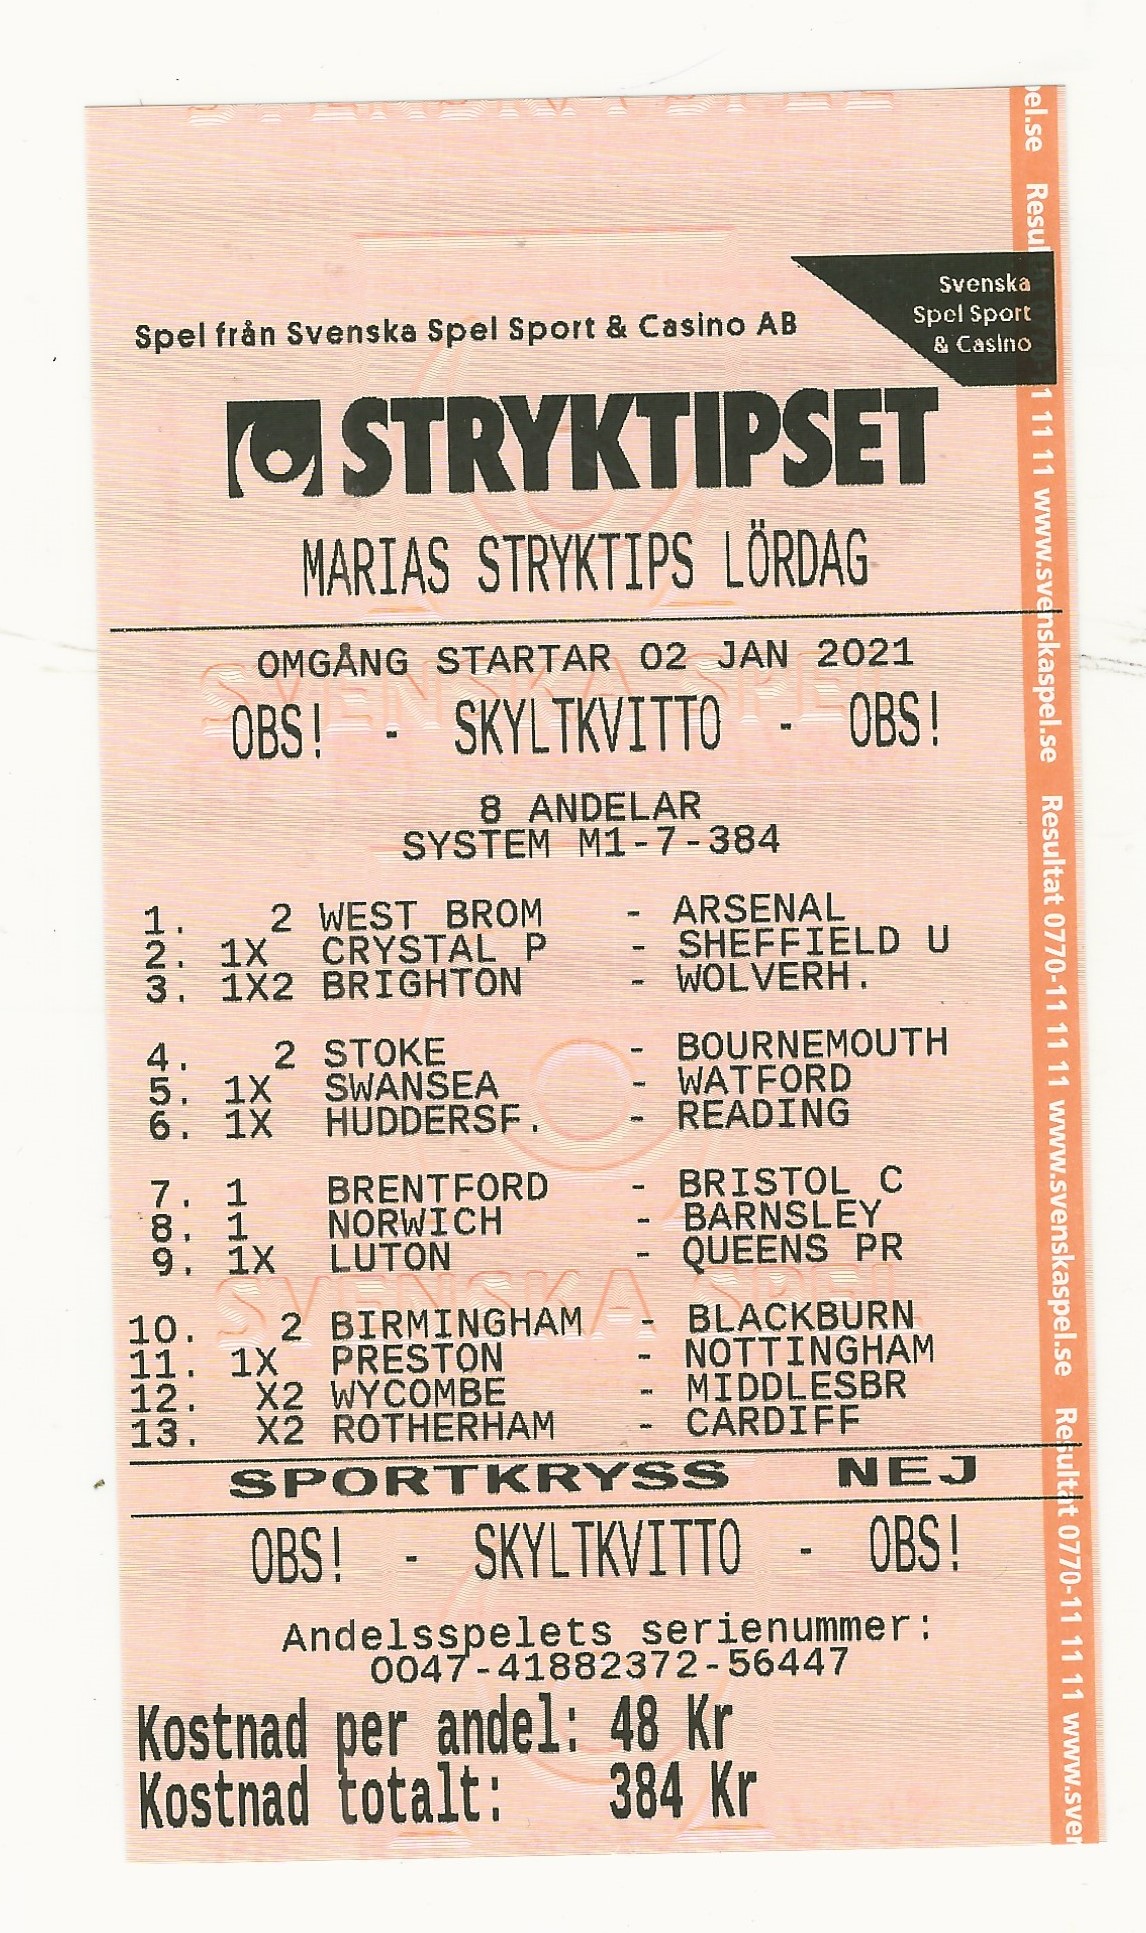 Spel från Svenska Spel Sport & Casino AB
Svenska
Spel Sport
& Casino
STRYKTIPSET
MARIAS STRYKTIPS LÖRDAG
OMGÅNG STARTAR 02 JAN 2021
OBS! - SKYLTKVITTO - OBS!
8 ANDELAR
SYSTEM M1-7-384
1. 2 WEST BROM - ARSENAL
2. 1X CRYSTAL P - SHEFFIELD U
3. 1X2 BRIGHTON - WOLVERH.
4. 2 STOKE - BOURNEMOUTH
5. 1X SWANSEA - WATFORD
6. 1X HUDDERSF. - READING
7. 1 BRENTFORD - BRISTOL C
8. 1 NORWICH - BARNSLEY
9. 1X LUTON - QUEENS PR
10. 2 BIRMINGHAM - BLACKBURN
11. 1X PRESTON - NOTTINGHAM
12. X2 WYCOMBE - MIDDLESBR
13. X2 ROTHERHAM - CARDIFF
SPORTKRYSS NEJ
OBS! - SKYLTKVITTO - OBS!
Andelsspelets serienummer:
0047-41882372-56447
Kostnad per andel: 48 Kr
Kostnad totalt: 384 Kr
SVENSKA SPEL
SVENSKA SPEL
www.svenskaspel.se Resultat 0770-11 11 11 www.svenskaspel.se Resultat 0770-11 11 11